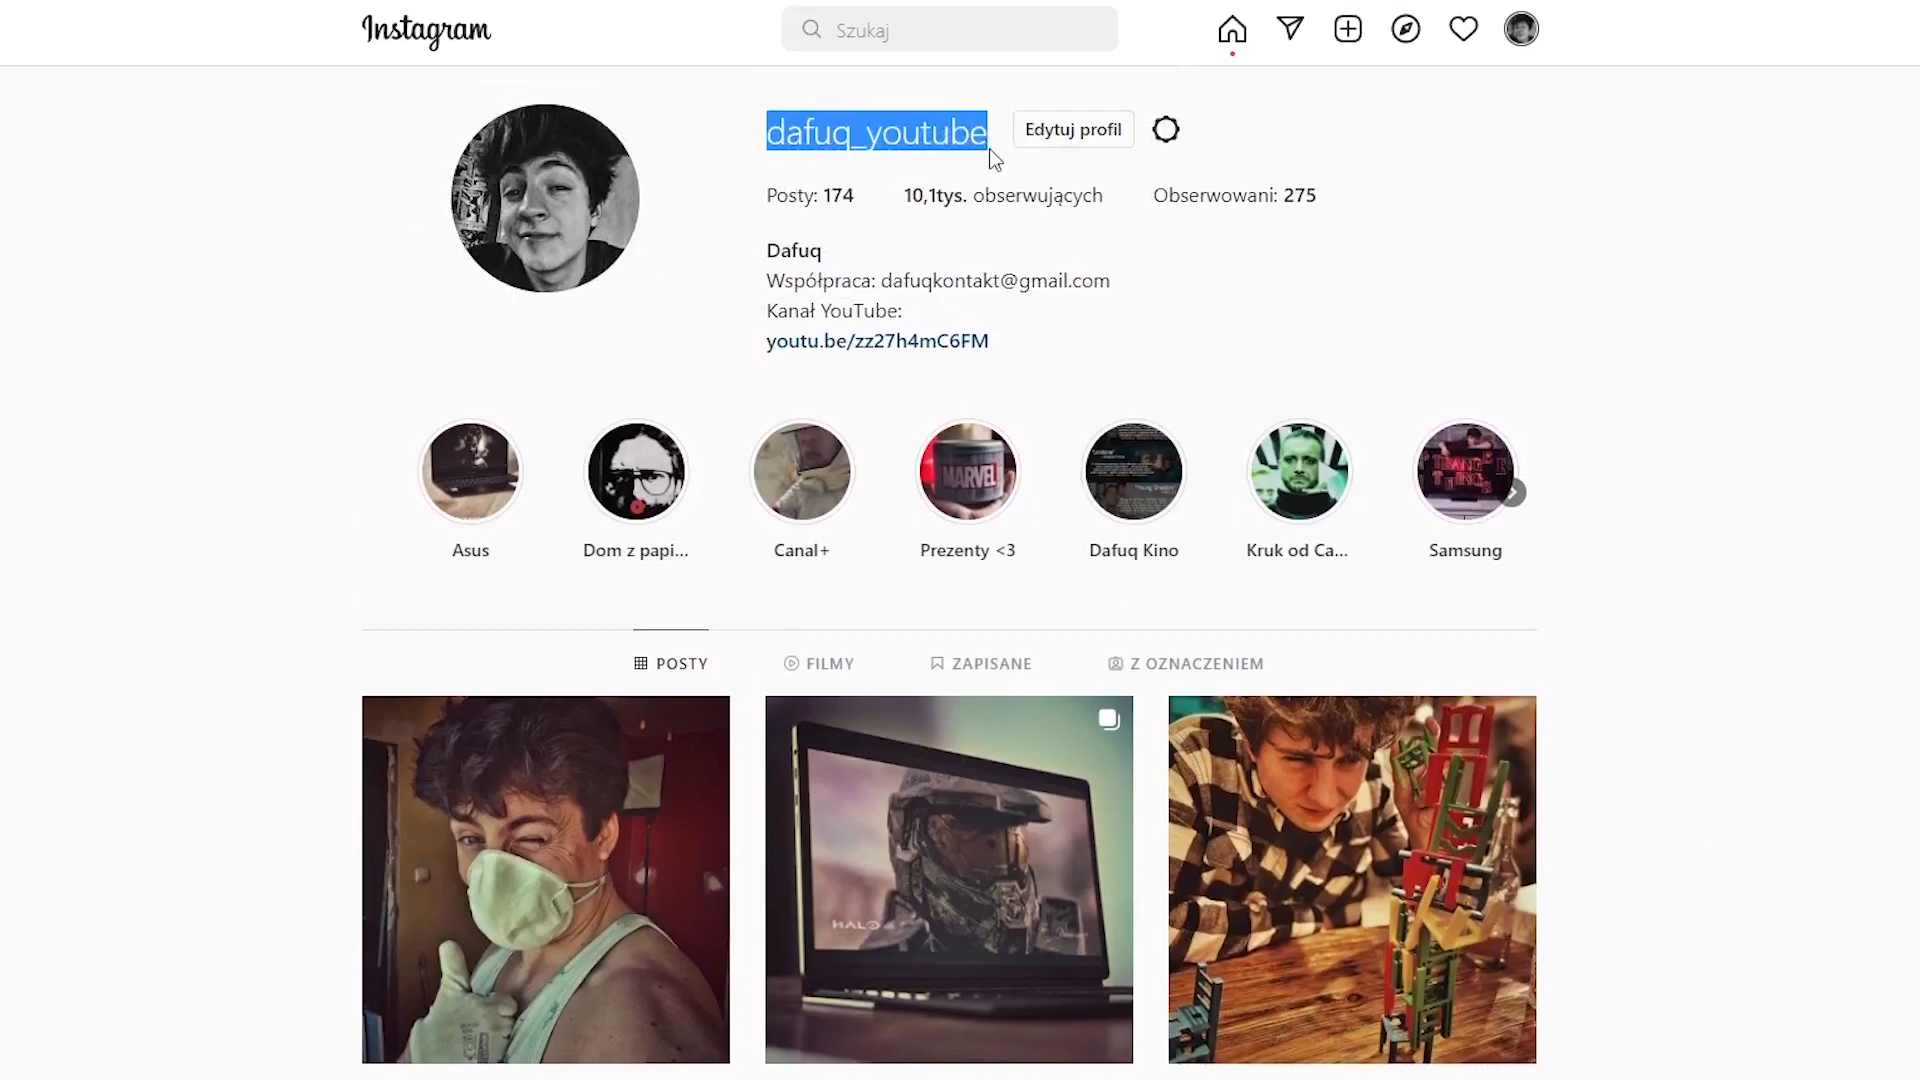 Instagram
Szukaj
dafuq_youtube
Edytuj profil
Posty: 174
10,1tys. obserwujących
Obserwowani: 275
Dafuq
Współpraca: dafuqkontakt@gmail.com
Kanał YouTube:
youtu.be/zz27h4mC6FM
MARVEL
Asus
Dom z papi...
Canal+
Prezenty <3
Dafuq Kino
Kruk od Ca...
Samsung
POSTY
FILMY
ZAPISANE
Z OZNACZENIEM
HALO